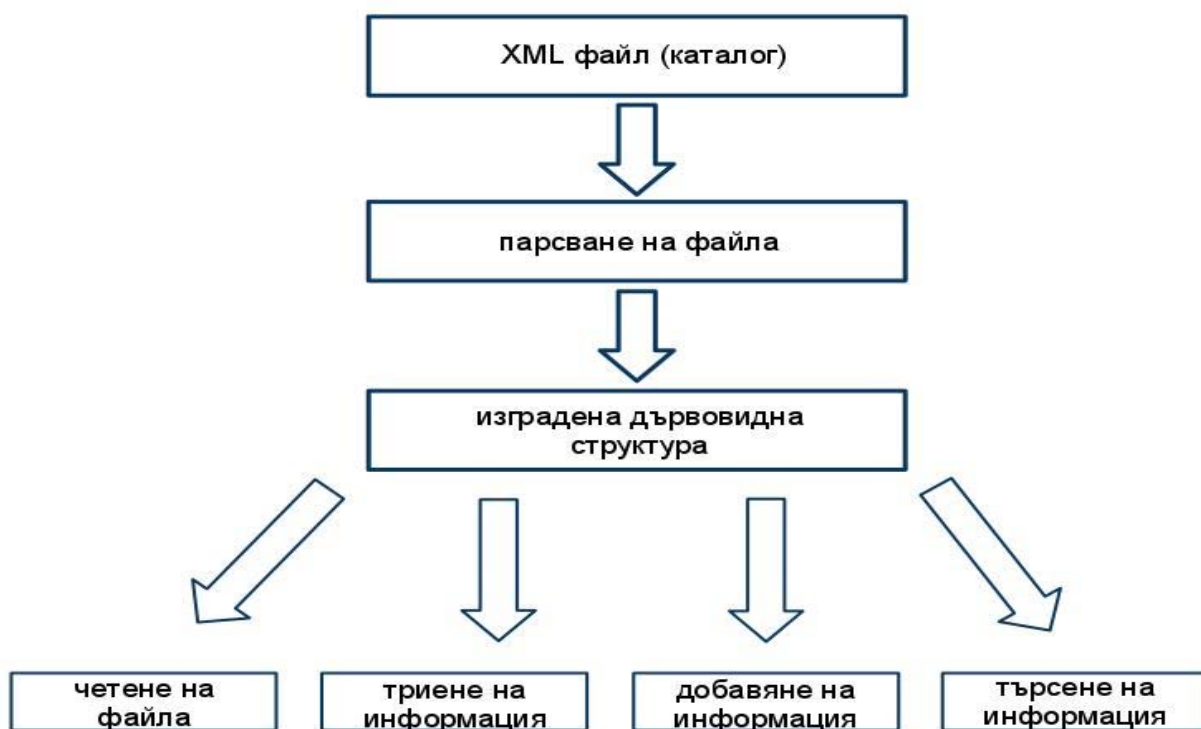 XML файл (каталог)
парсване на файла
изградена дървовидна
структура
четене на
файла
триене на
информация
добавяне на
информация
търсене на
информация